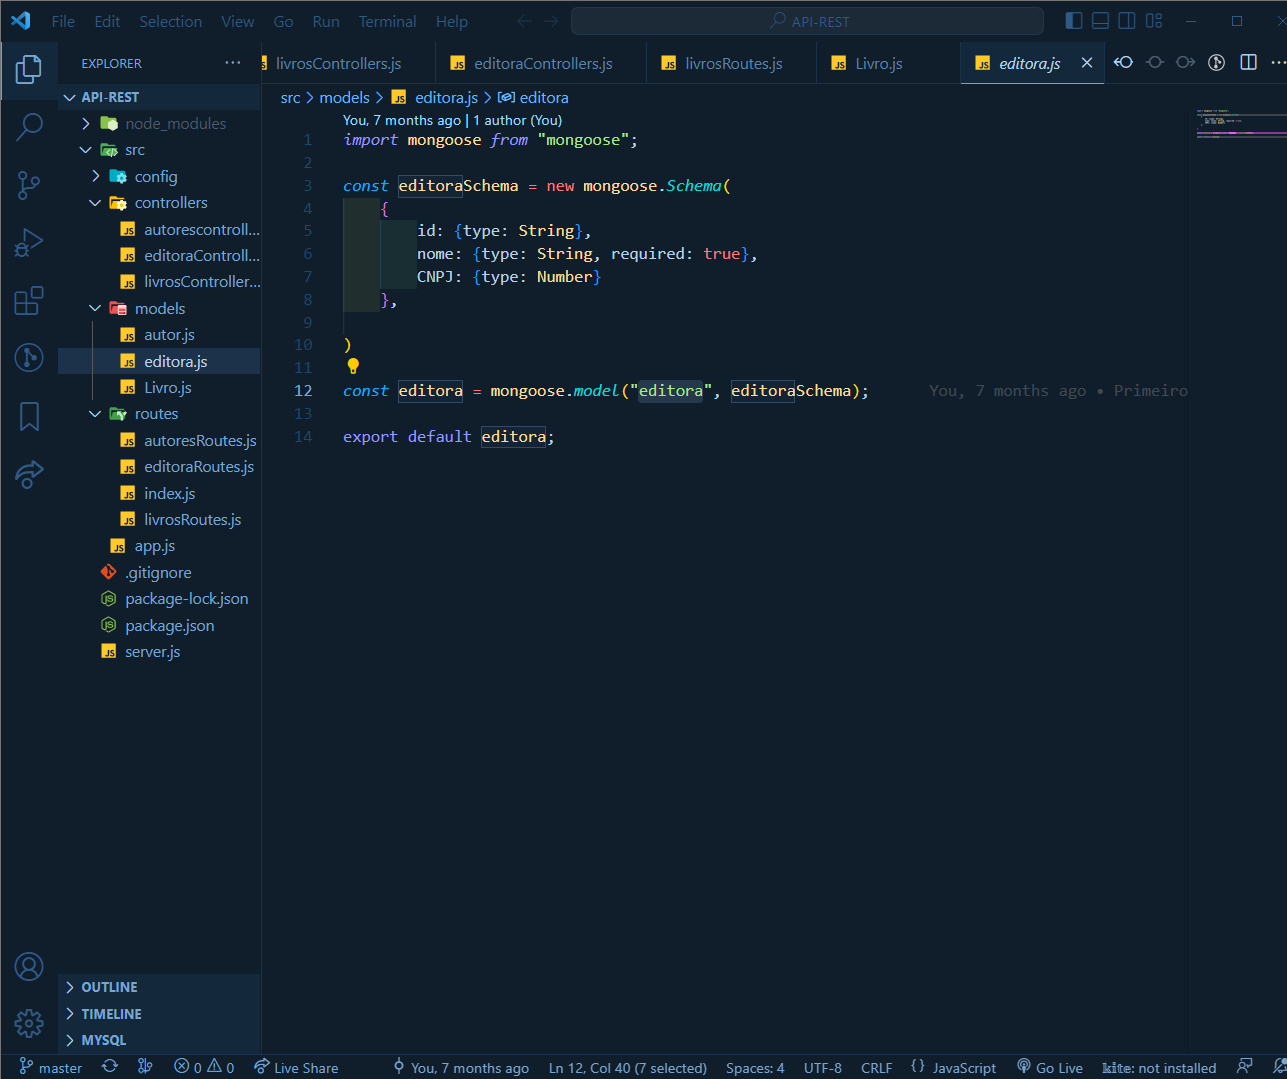 File Edit Selection View Go Run Terminal Help
API-REST
EXPLORER
livrosControllers.js
editoraControllers.js
livrosRoutes.js
Livro.js
editora.js
API-REST
node_modules
src
config
controllers
autorescontroll...
editoraControll...
livrosController...
models
autor.js
editora.js
Livro.js
routes
autoresRoutes.js
editoraRoutes.js
index.js
livrosRoutes.js
app.js
.gitignore
package-lock.json
package.json
server.js
OUTLINE
TIMELINE
MYSQL
src > models > editora.js > editora
You, 7 months ago | 1 author (You)
1 import mongoose from "mongoose";
2
3 const editoraSchema = new mongoose.Schema(
4 {
5 id: {type: String},
6 nome: {type: String, required: true},
7 CNPJ: {type: Number}
8 },
9
10 )
11
12 const editora = mongoose.model("editora", editoraSchema); You, 7 months ago • Primeiro
13
14 export default editora;
master 0 0 Live Share You, 7 months ago Ln 12, Col 40 (7 selected) Spaces: 4 UTF-8 CRLF {} JavaScript Go Live kite: not installed